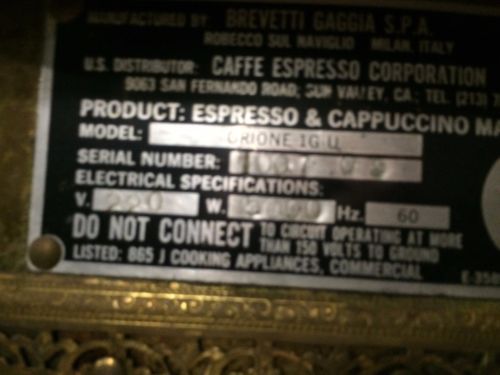 MANUFACTURED BY: BREVETTI GAGGIA S.P.A.
ROBECCO SUL NAVIGLIO MILAN, ITALY
U.S. DISTRIBUTOR: CAFFE ESPRESSO CORPORATION
9063 SAN FERNANDO ROAD, SUN VALLEY, CA; TEL. (213)
PRODUCT: ESPRESSO & CAPPUCCINO MA
MODEL: ORIONE 1G U
SERIAL NUMBER:
ELECTRICAL SPECIFICATIONS:
V. 220 W. Hz. 60
DO NOT CONNECT TO CIRCUIT OPERATING AT MORE
THAN 150 VOLTS TO GROUND
LISTED: 865 J COOKING APPLIANCES, COMMERCIAL